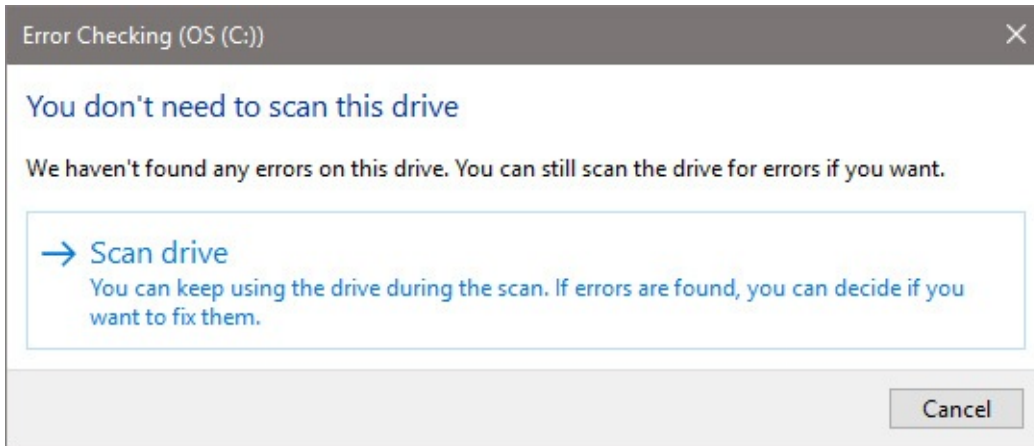 Error Checking (OS (C:))
You don't need to scan this drive
We haven't found any errors on this drive. You can still scan the drive for errors if you want.
Scan drive
You can keep using the drive during the scan. If errors are found, you can decide if you
want to fix them.
Cancel